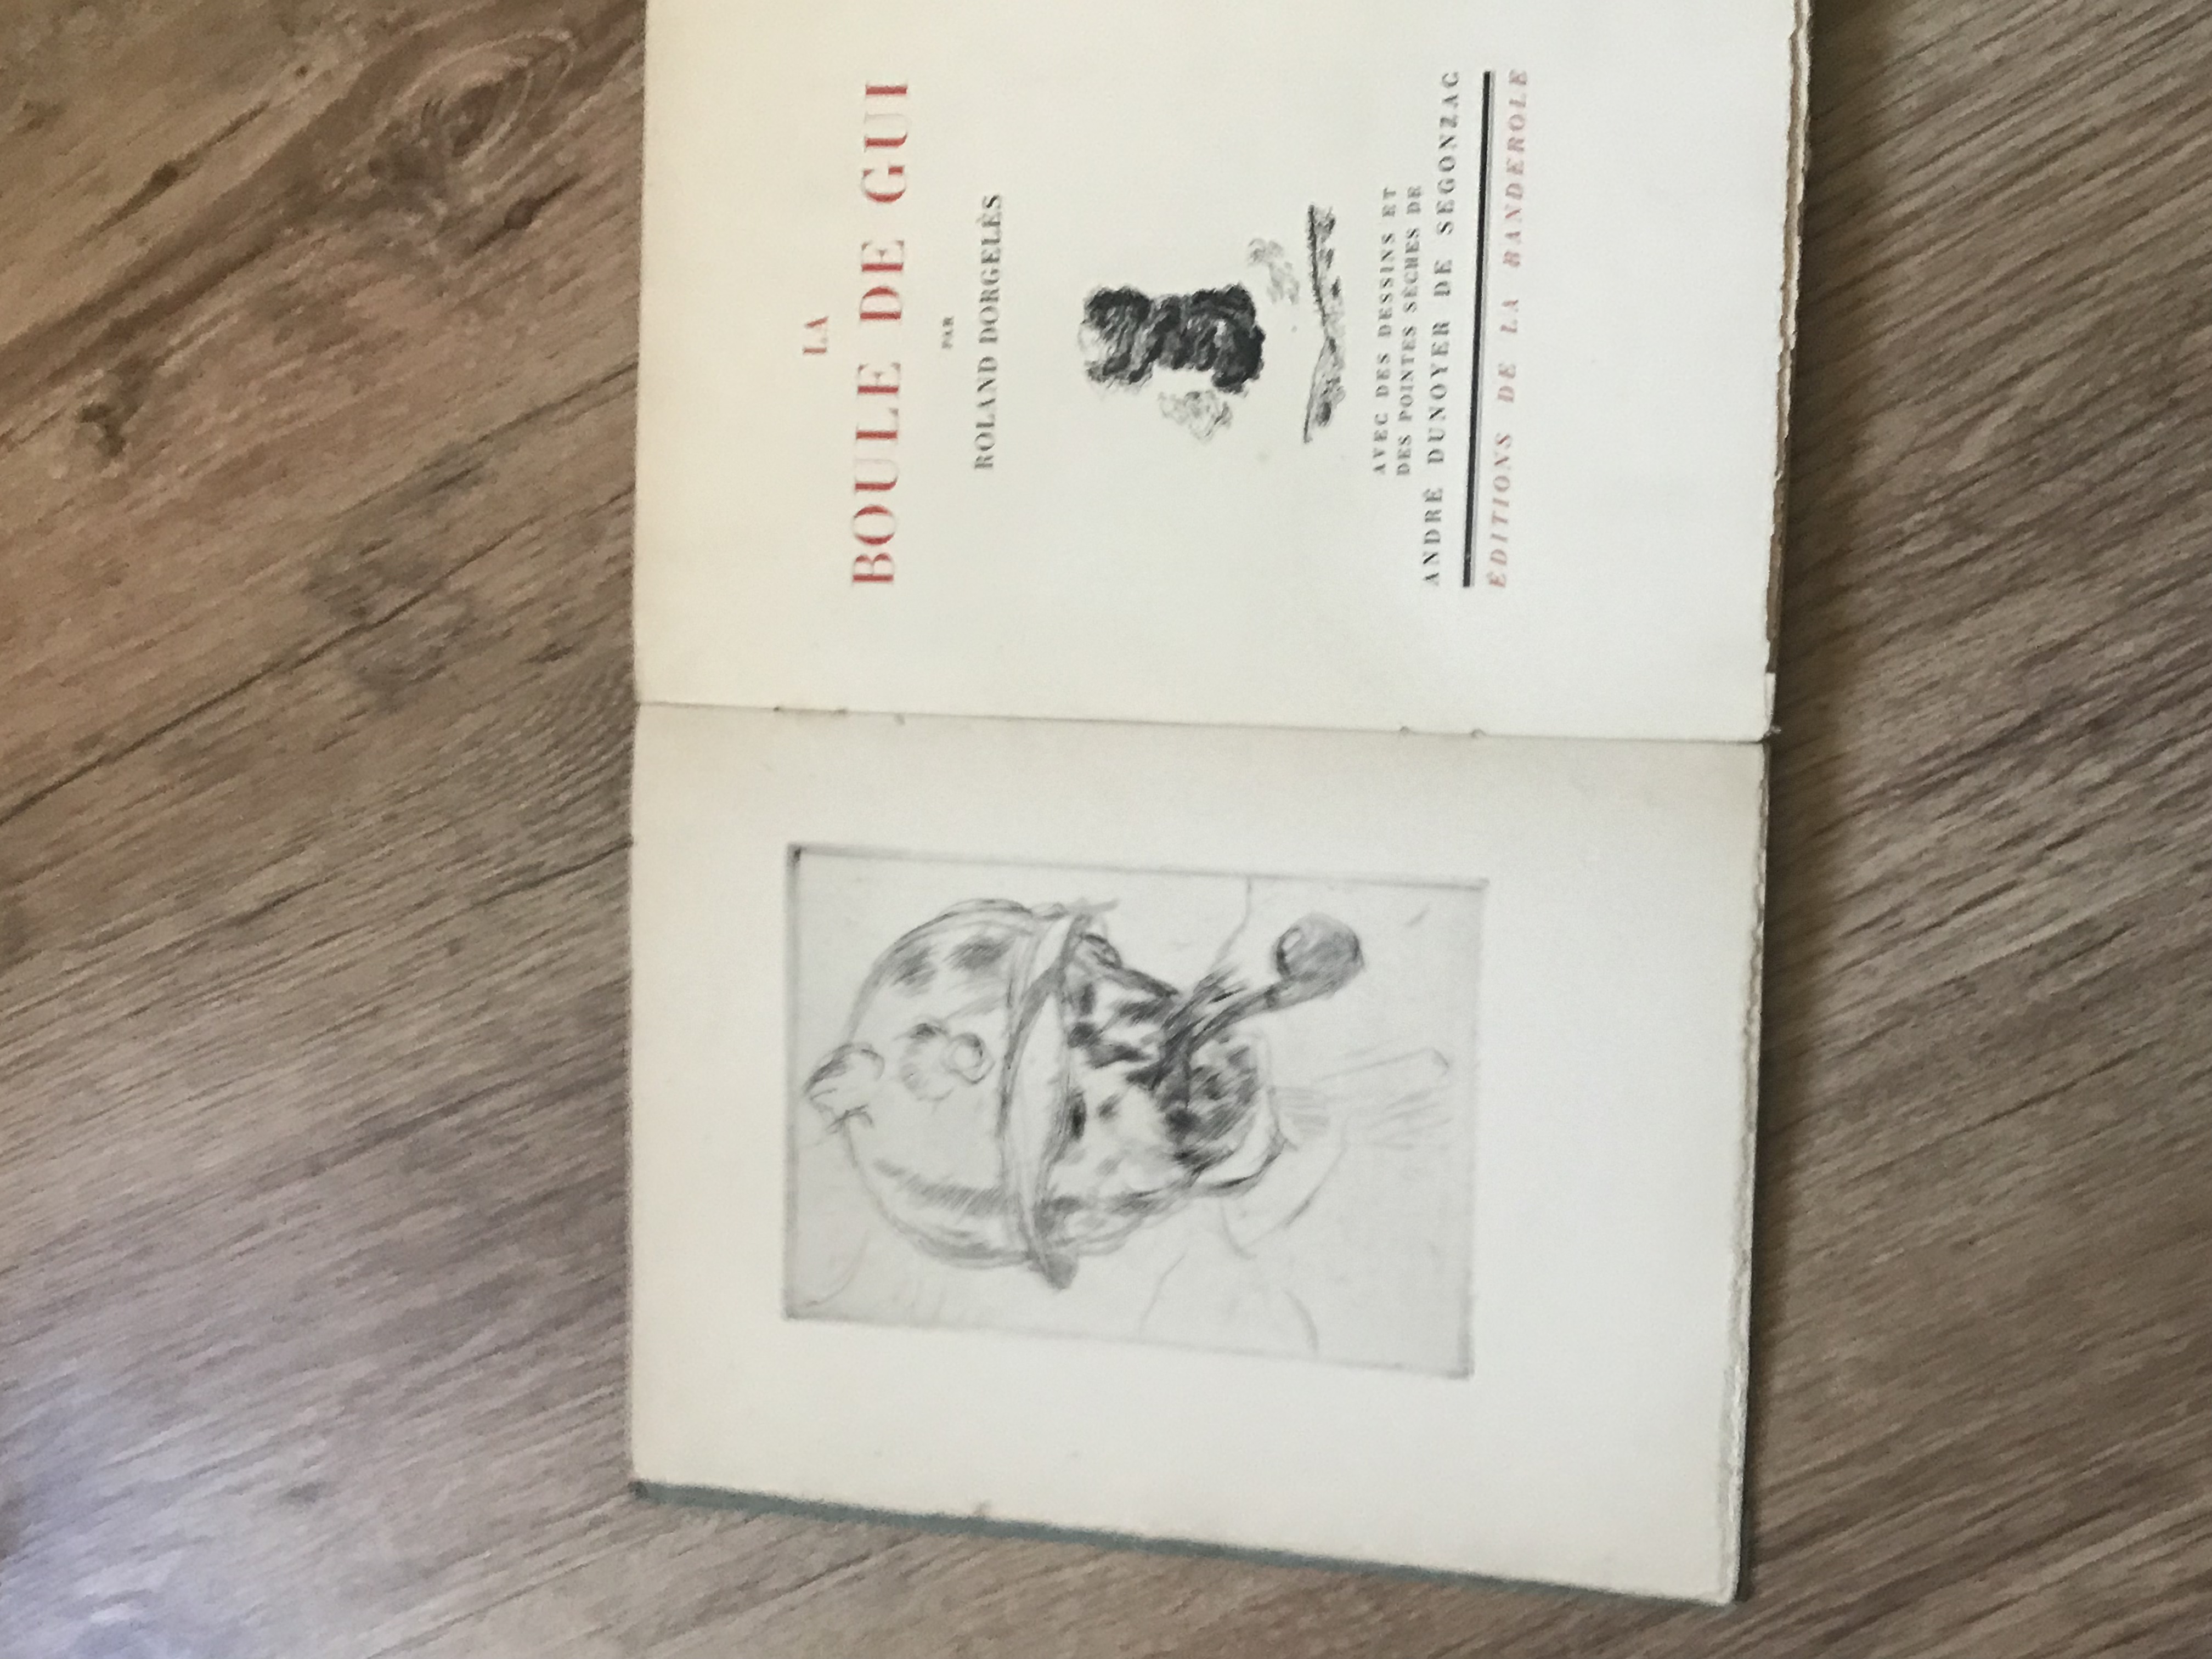 LA
BOULE DE GUI
PAR
ROLAND DORGELÈS
AVEC DES DESSINS ET
DES POINTES SÈCHES DE
ANDRÉ DUNOYER DE SEGONZAC
ÉDITIONS DE LA BANDEROLE